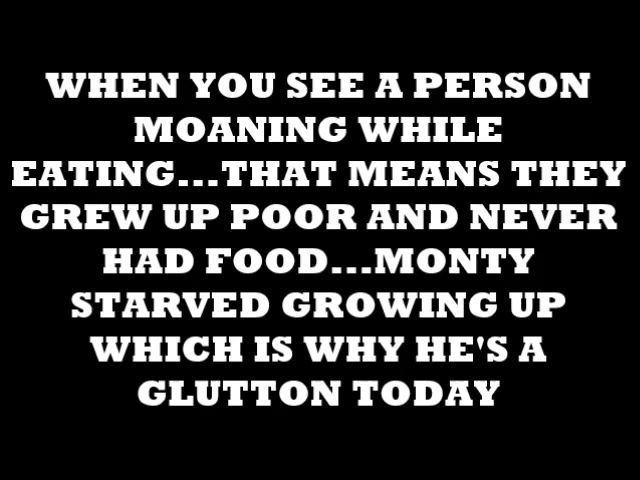 WHEN YOU SEE A PERSON
MOANING WHILE
EATING...THAT MEANS THEY
GREW UP POOR AND NEVER
HAD FOOD...MONTY
STARVED GROWING UP
WHICH IS WHY HE'S A
GLUTTON TODAY